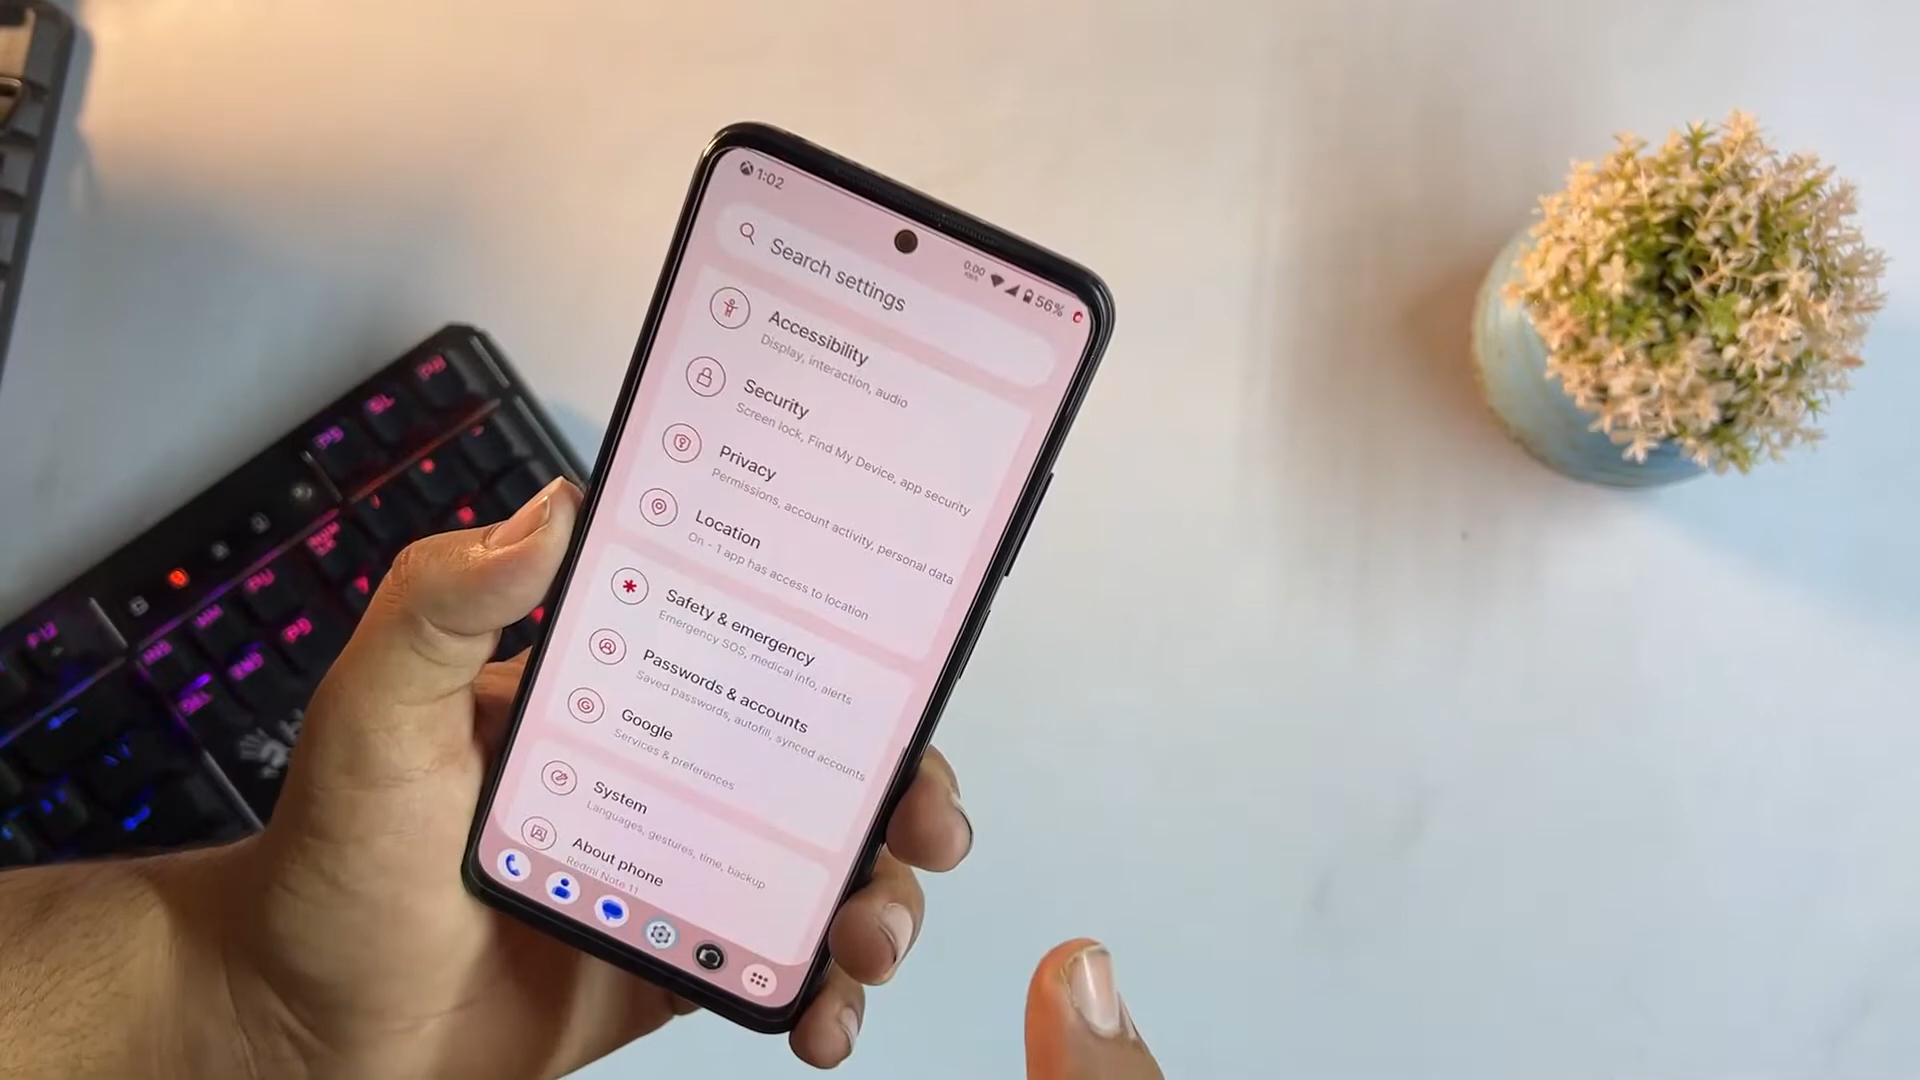 1:02
0.00
56%
Search settings
Accessibility
Display, interaction, audio
Security
Screen lock, Find My Device, app security
Privacy
Permissions, account activity, personal data
Location
On - 1 app has access to location
Safety & emergency
Emergency SOS, medical info, alerts
Passwords & accounts
Saved passwords, autofill, synced accounts
Google
Services & preferences
System
Languages, gestures, time, backup
About phone
Redmi Note 11
F12